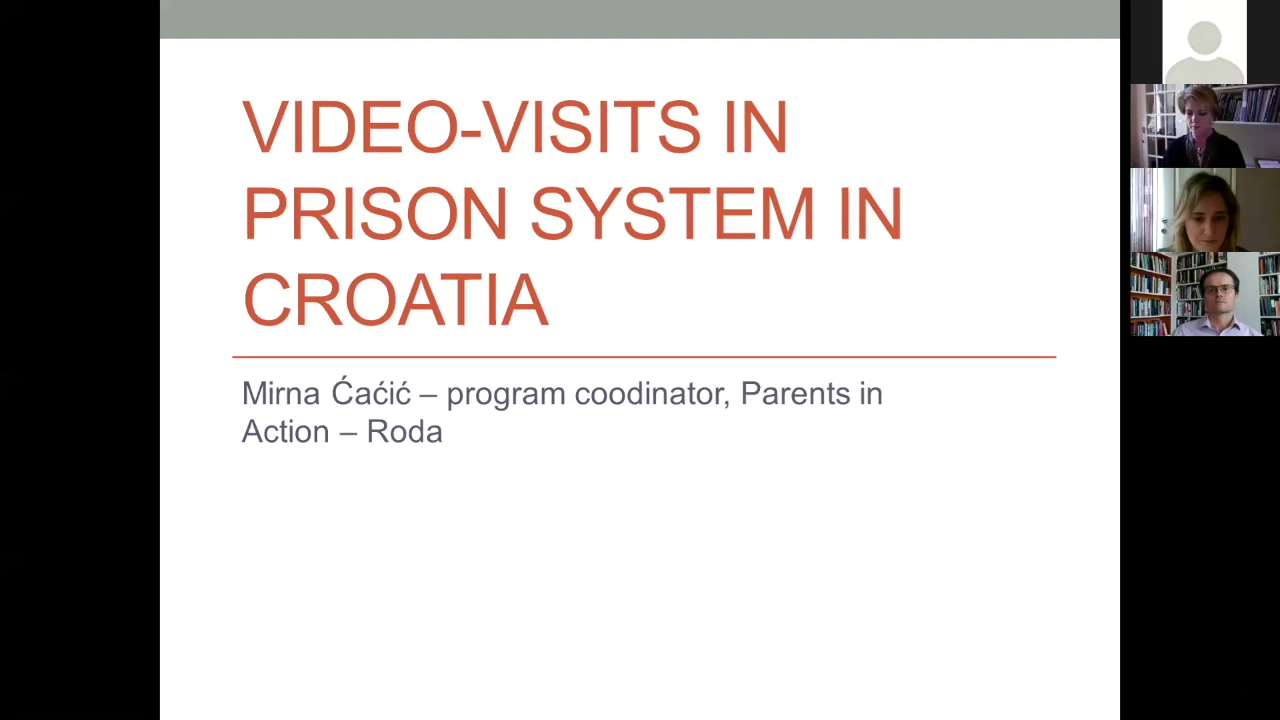 VIDEO-VISITS IN
PRISON SYSTEM IN
CROATIA
Mirna Ćaćić – program coodinator, Parents in
Action – Roda